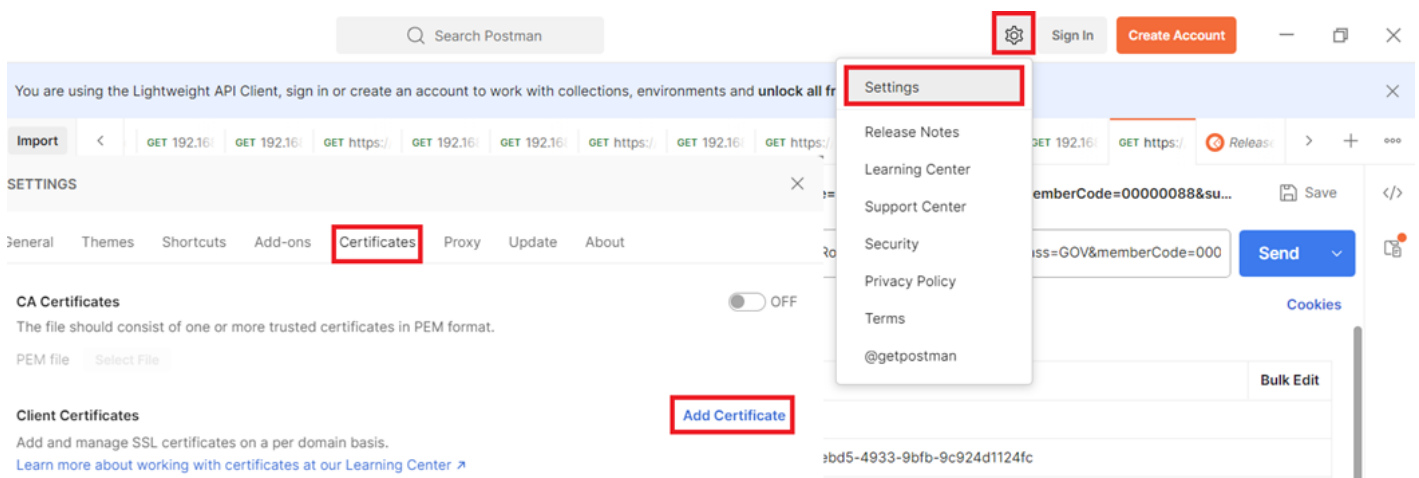 Search Postman
Sign In
Create Account
You are using the Lightweight API Client, sign in or create an account to work with collections, environments and unlock all fr
Settings
Release Notes
Learning Center
Support Center
Security
Privacy Policy
Terms
@getpostman
Import
GET 192.16
GET 192.16
GET https:/
GET 192.16
GET 192.16
GET https:/
GET 192.16
GET https:/
GET 192.16
GET https:/
Release
SETTINGS
General Themes Shortcuts Add-ons Certificates Proxy Update About
CA Certificates
OFF
The file should consist of one or more trusted certificates in PEM format.
PEM file Select File
Client Certificates
Add Certificate
Add and manage SSL certificates on a per domain basis.
Learn more about working with certificates at our Learning Center ↗
emberCode=00000088&su...
Save
</>
ss=GOV&memberCode=000
Send
Cookies
Bulk Edit
ebd5-4933-9bfb-9c924d1124fc